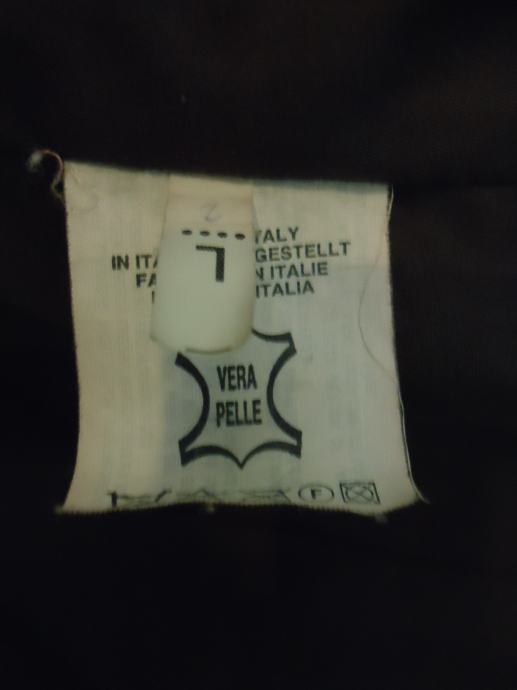 TALY
IN ITA GESTELLT
FA N ITALIE
ITALIA
L
VERA
PELLE
F